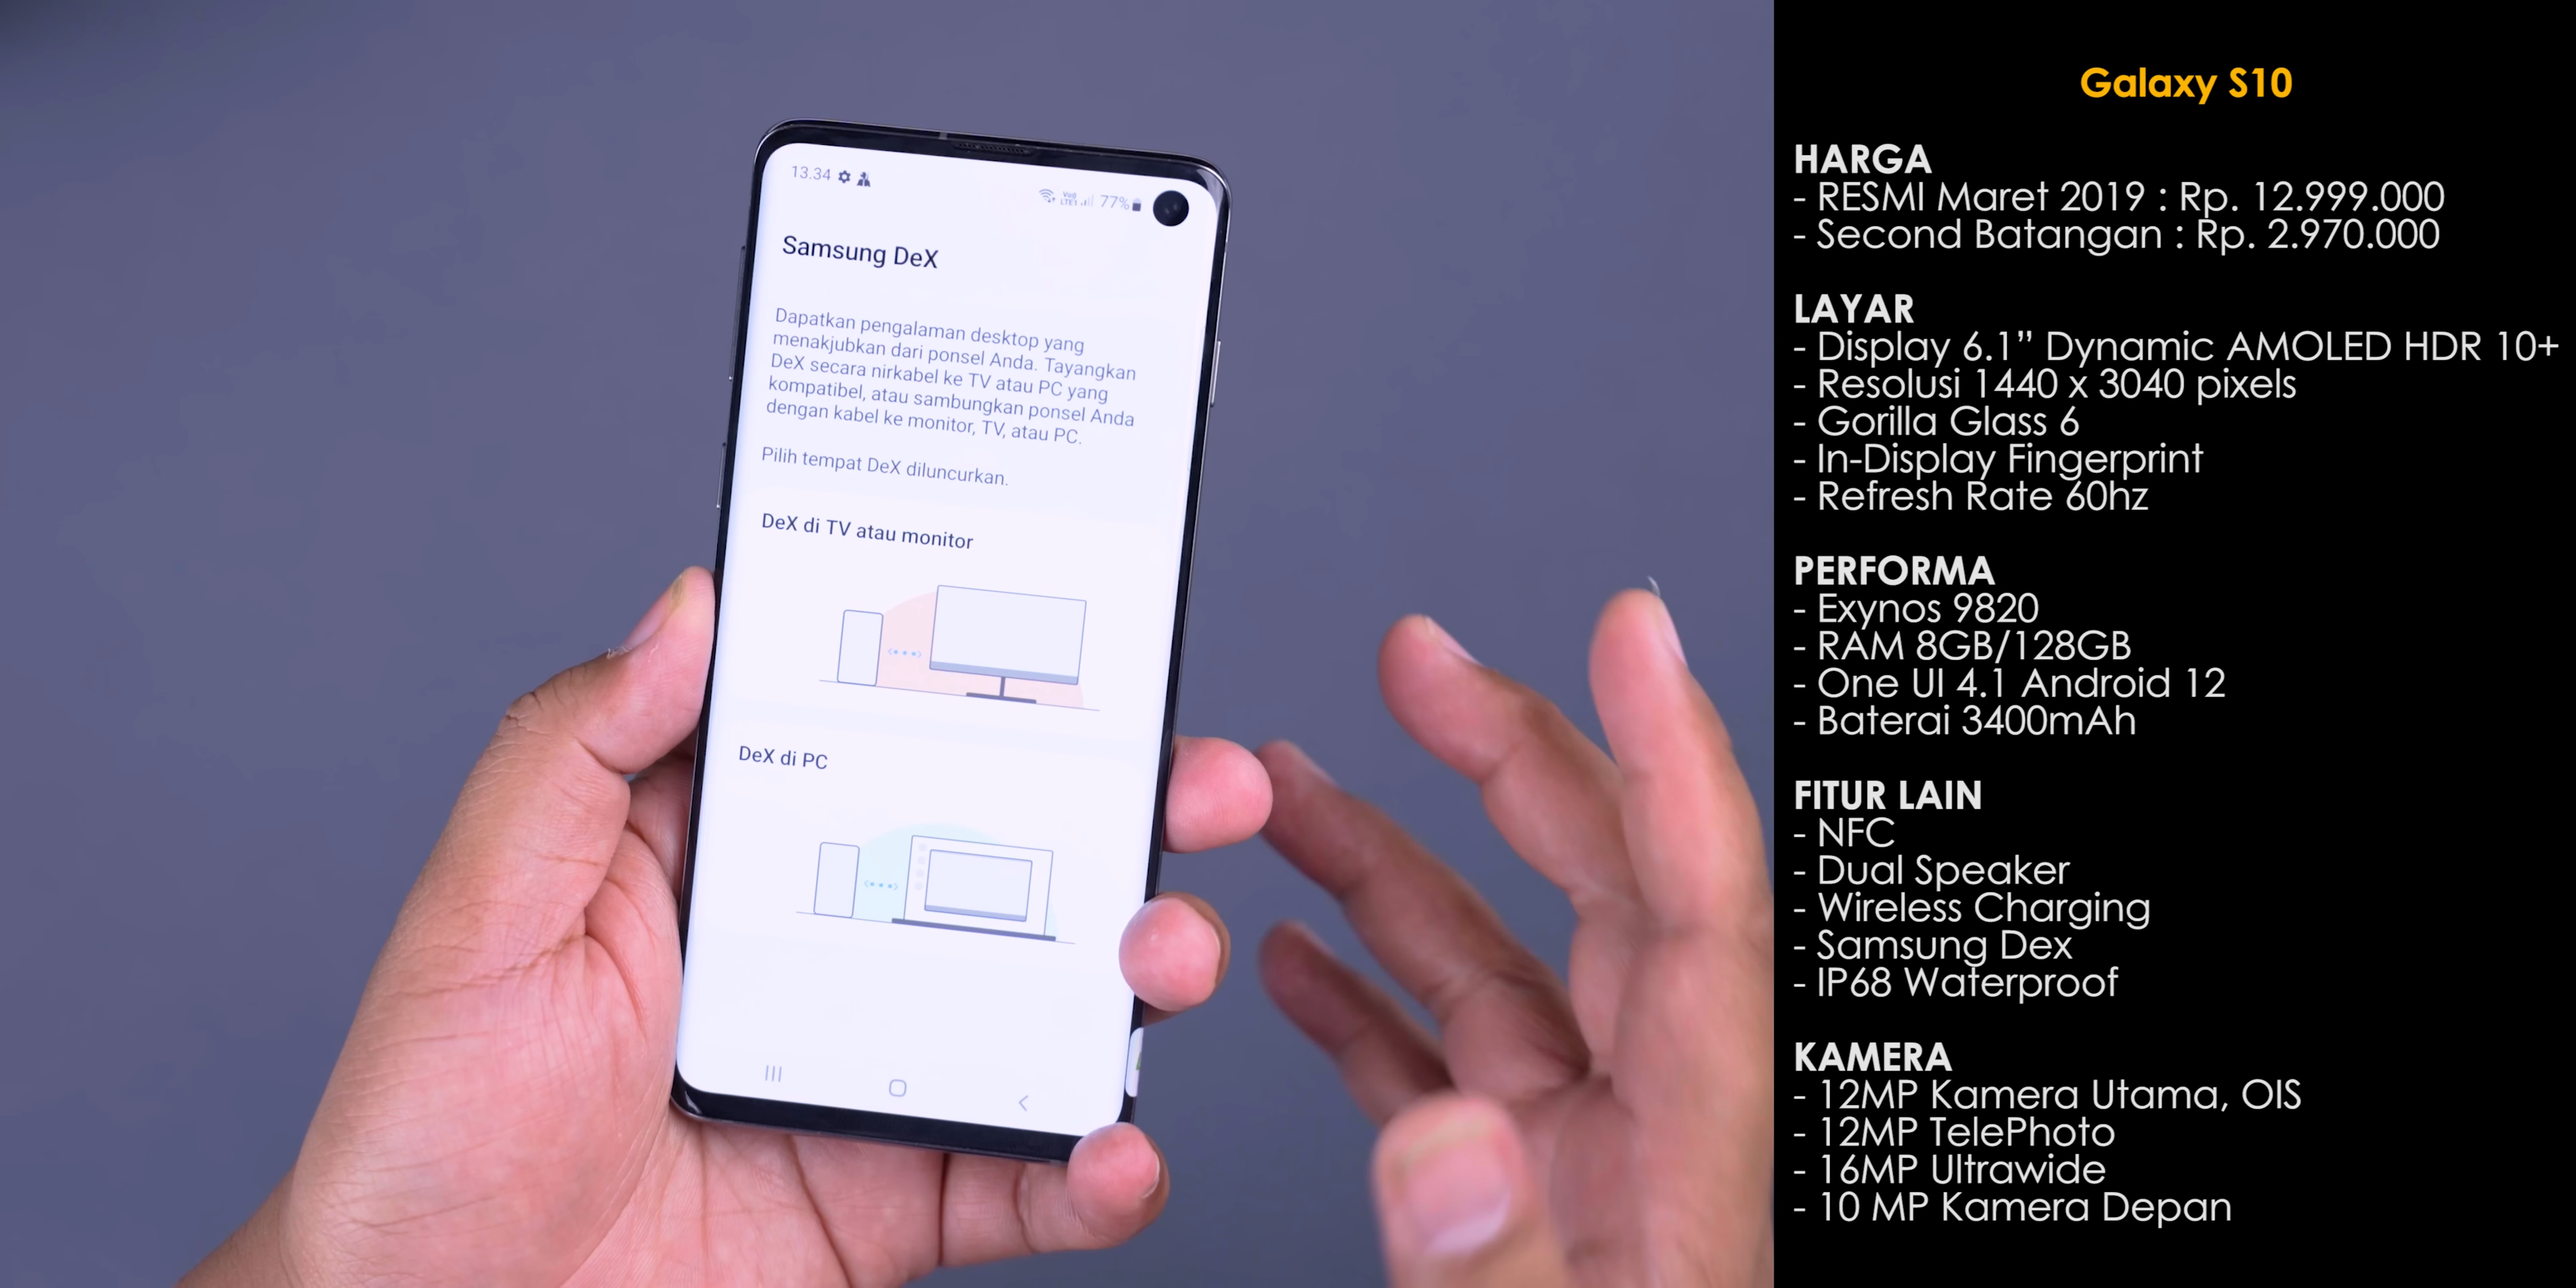 13.34
77%
Samsung DeX
Dapatkan pengalaman desktop yang
menakjubkan dari ponsel Anda. Tayangkan
DeX secara nirkabel ke TV atau PC yang
kompatibel, atau sambungkan ponsel Anda
dengan kabel ke monitor, TV, atau PC.
Pilih tempat DeX diluncurkan.
DeX di TV atau monitor
DeX di PC
Galaxy S10
HARGA
- RESMI Maret 2019 : Rp. 12.999.000
- Second Batangan : Rp. 2.970.000
LAYAR
- Display 6.1” Dynamic AMOLED HDR 10+
- Resolusi 1440 x 3040 pixels
- Gorilla Glass 6
- In-Display Fingerprint
- Refresh Rate 60hz
PERFORMA
- Exynos 9820
- RAM 8GB/128GB
- One UI 4.1 Android 12
- Baterai 3400mAh
FITUR LAIN
- NFC
- Dual Speaker
- Wireless Charging
- Samsung Dex
- IP68 Waterproof
KAMERA
- 12MP Kamera Utama, OIS
- 12MP TelePhoto
- 16MP Ultrawide
- 10 MP Kamera Depan